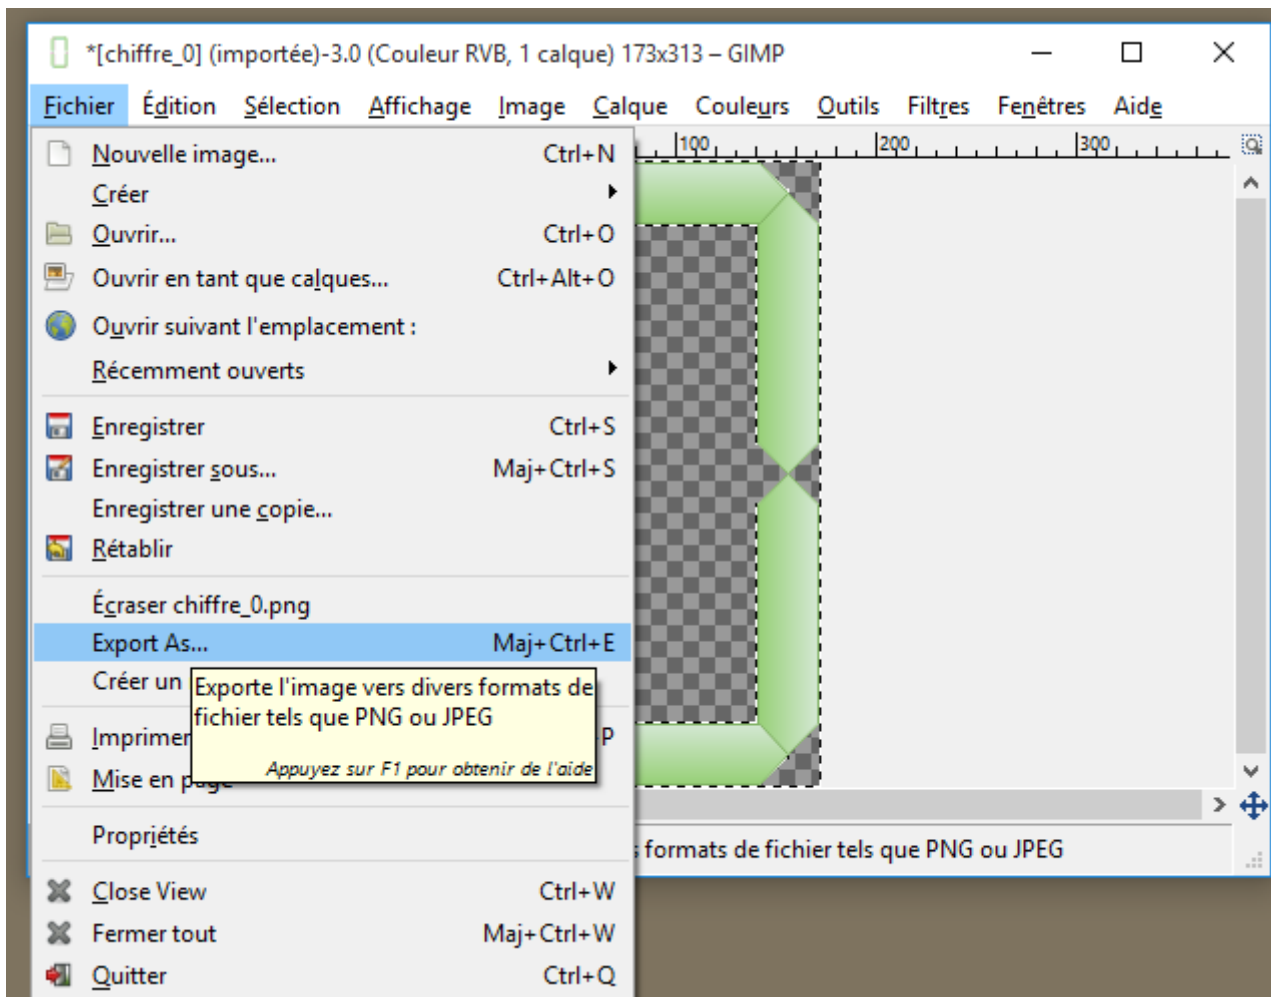 *[chiffre_0] (importée)-3.0 (Couleur RVB, 1 calque) 173x313 – GIMP
Fichier Édition Sélection Affichage Image Calque Couleurs Outils Filtres Fenêtres Aide
100 200 300
Nouvelle image... Ctrl+N
Créer
Ouvrir... Ctrl+O
Ouvrir en tant que calques... Ctrl+Alt+O
Ouvrir suivant l'emplacement :
Récemment ouverts
Enregistrer Ctrl+S
Enregistrer sous... Maj+Ctrl+S
Enregistrer une copie...
Rétablir
Écraser chiffre_0.png
Export As... Maj+Ctrl+E
Créer un
Exporte l'image vers divers formats de
fichier tels que PNG ou JPEG
Appuyez sur F1 pour obtenir de l'aide
Imprimer P
Mise en page
Propriétés
formats de fichier tels que PNG ou JPEG
Close View Ctrl+W
Fermer tout Maj+Ctrl+W
Quitter Ctrl+Q